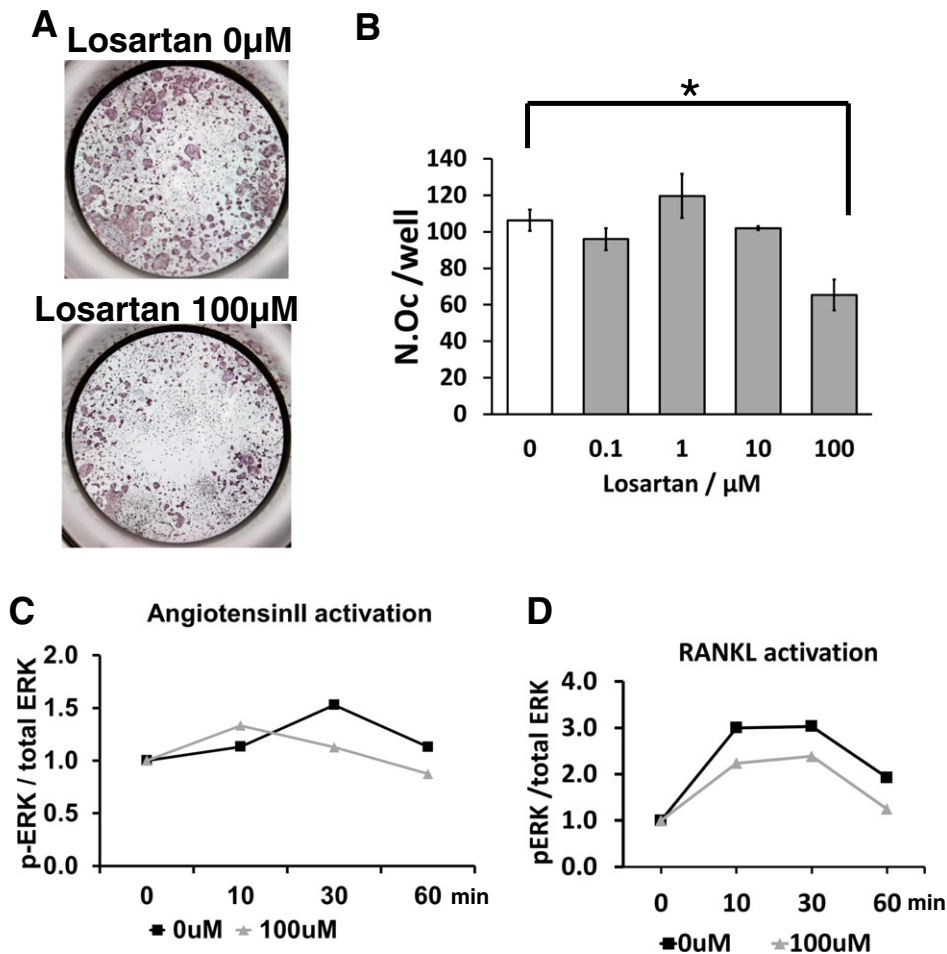 A
Losartan 0µM
Losartan 100µM
B
*
140
120
100
80
60
40
20
0
N.Oc /well
0 0.1 1 10 100
Losartan / µM
C
AngiotensinII activation
2.0
1.5
1.0
0.5
0.0
p-ERK / total ERK
0 10 30 60 min
0uM 100uM
D
RANKL activation
4.0
3.0
2.0
1.0
0.0
pERK /total ERK
0 10 30 60 min
0uM 100uM